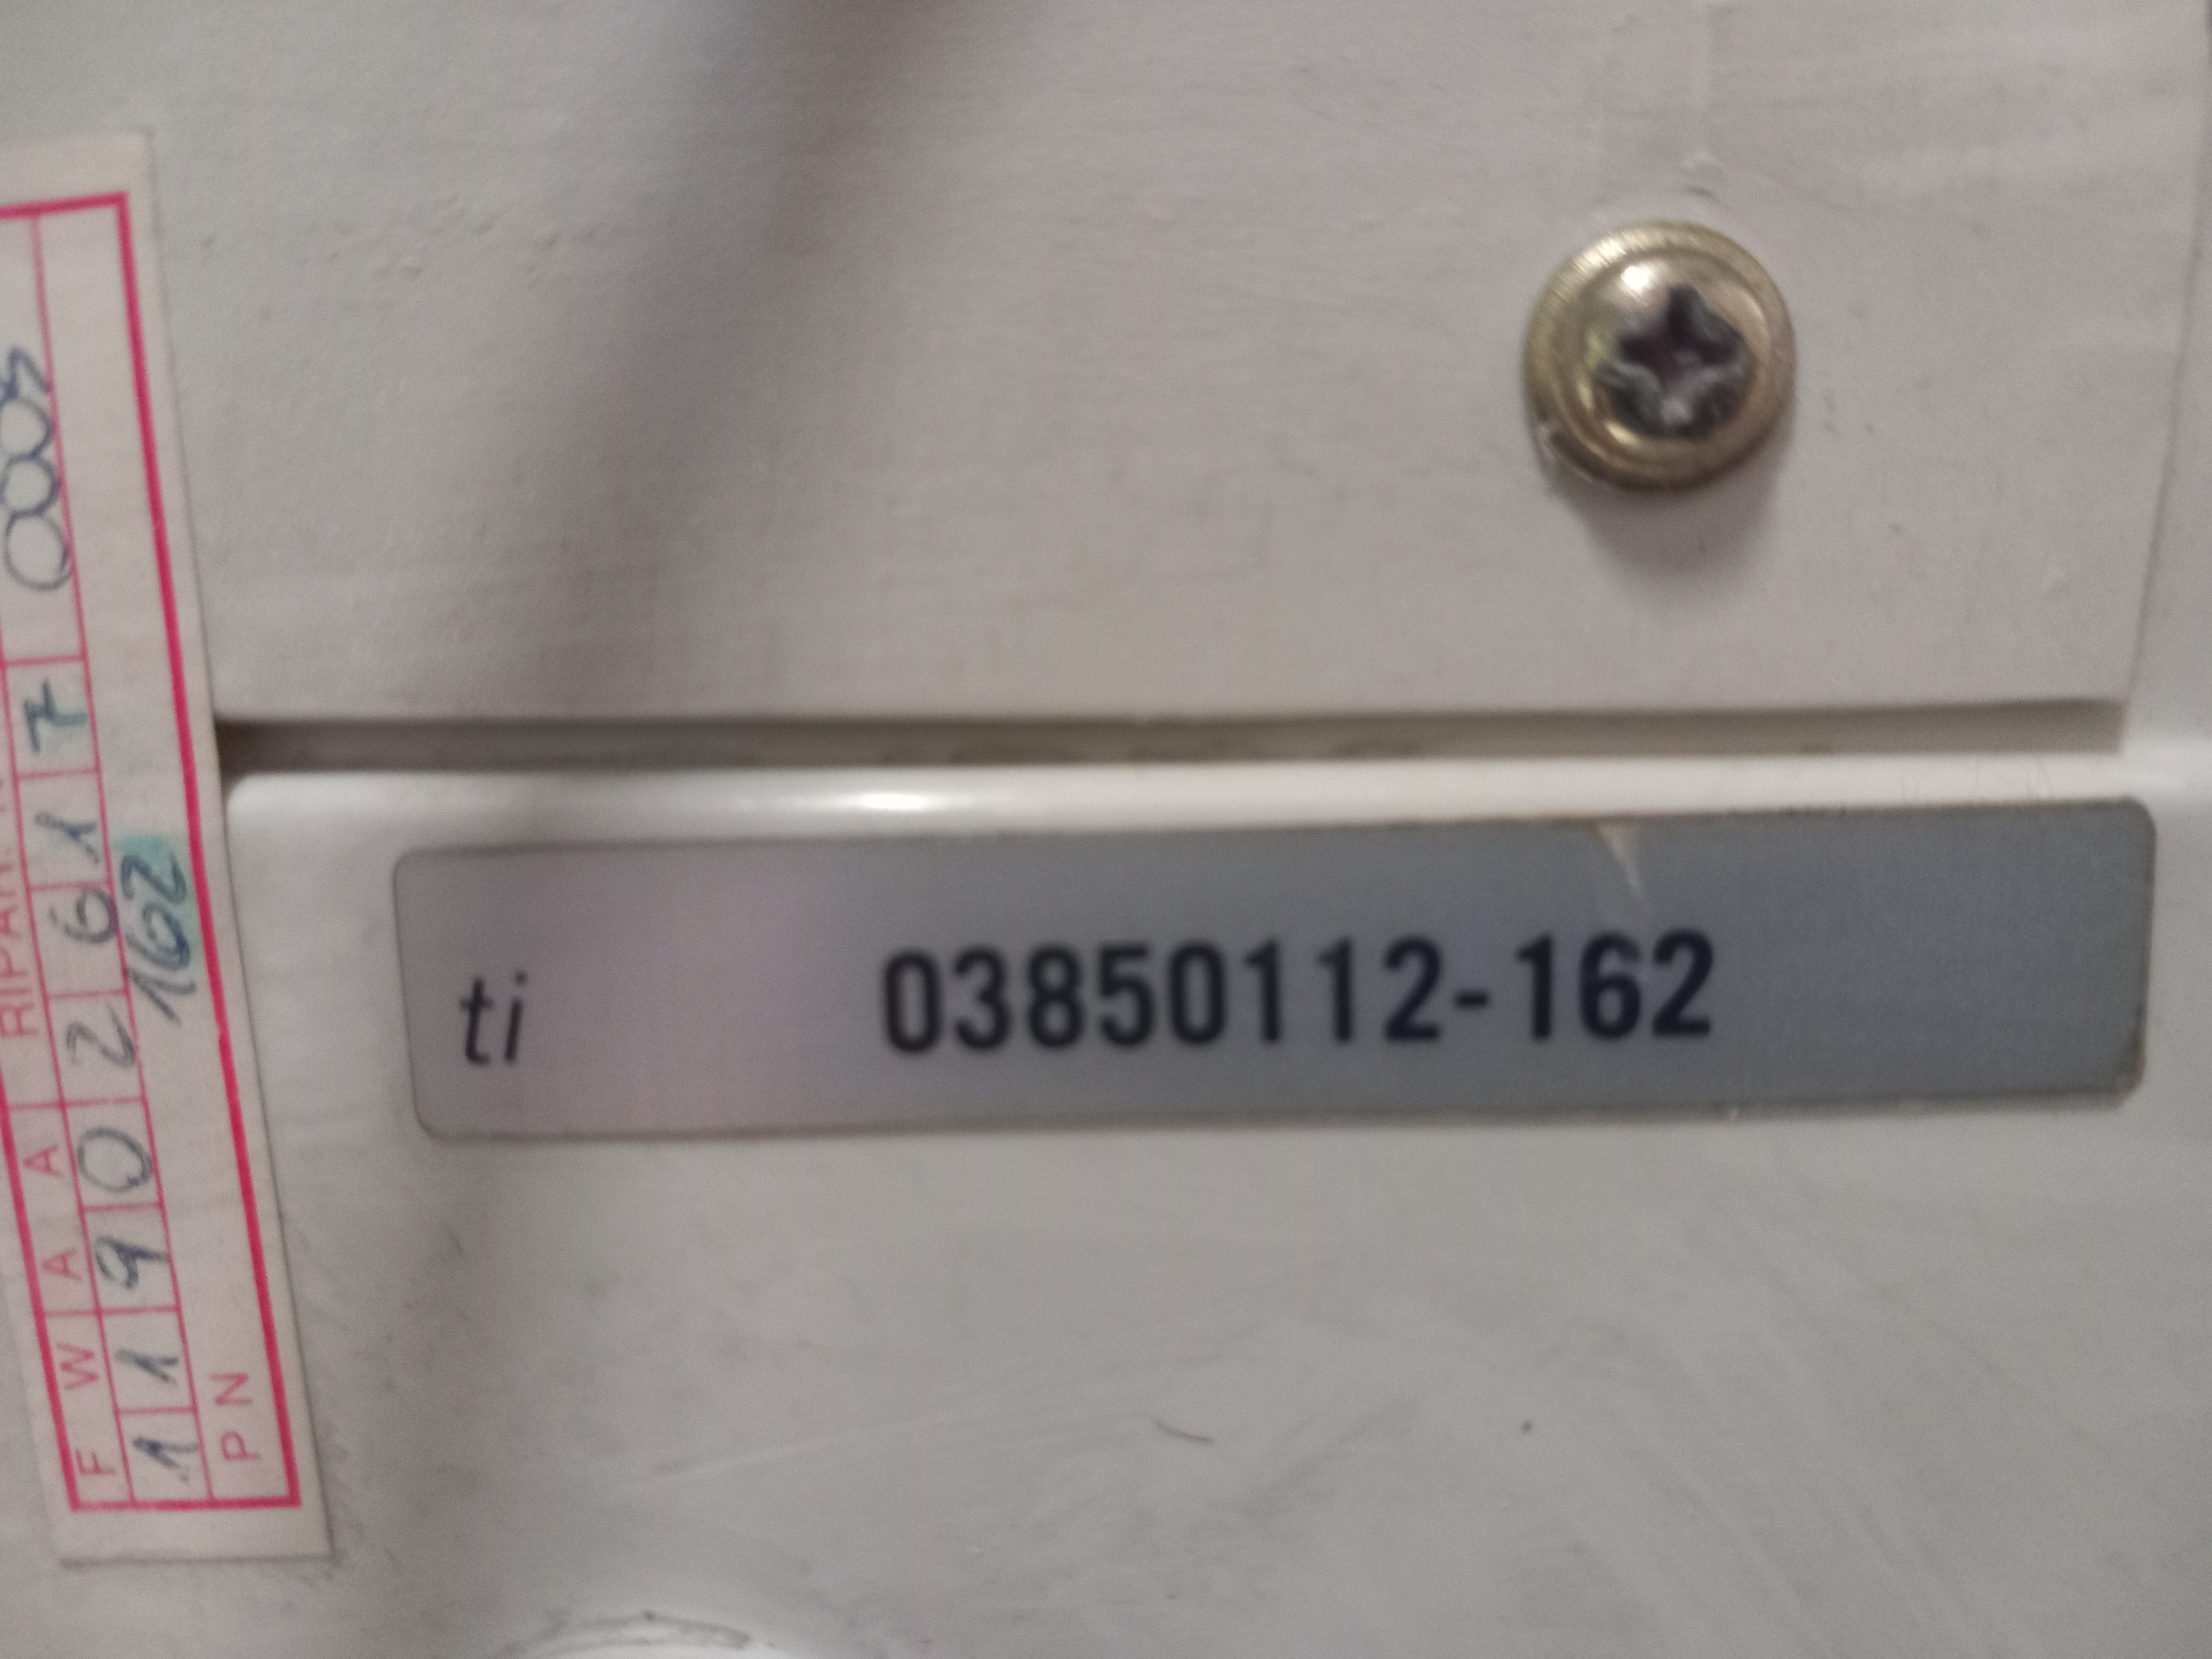 ti 03850112-162
F W A A RIPAR.
1 1 9 0 2 6 1 7
162
P N